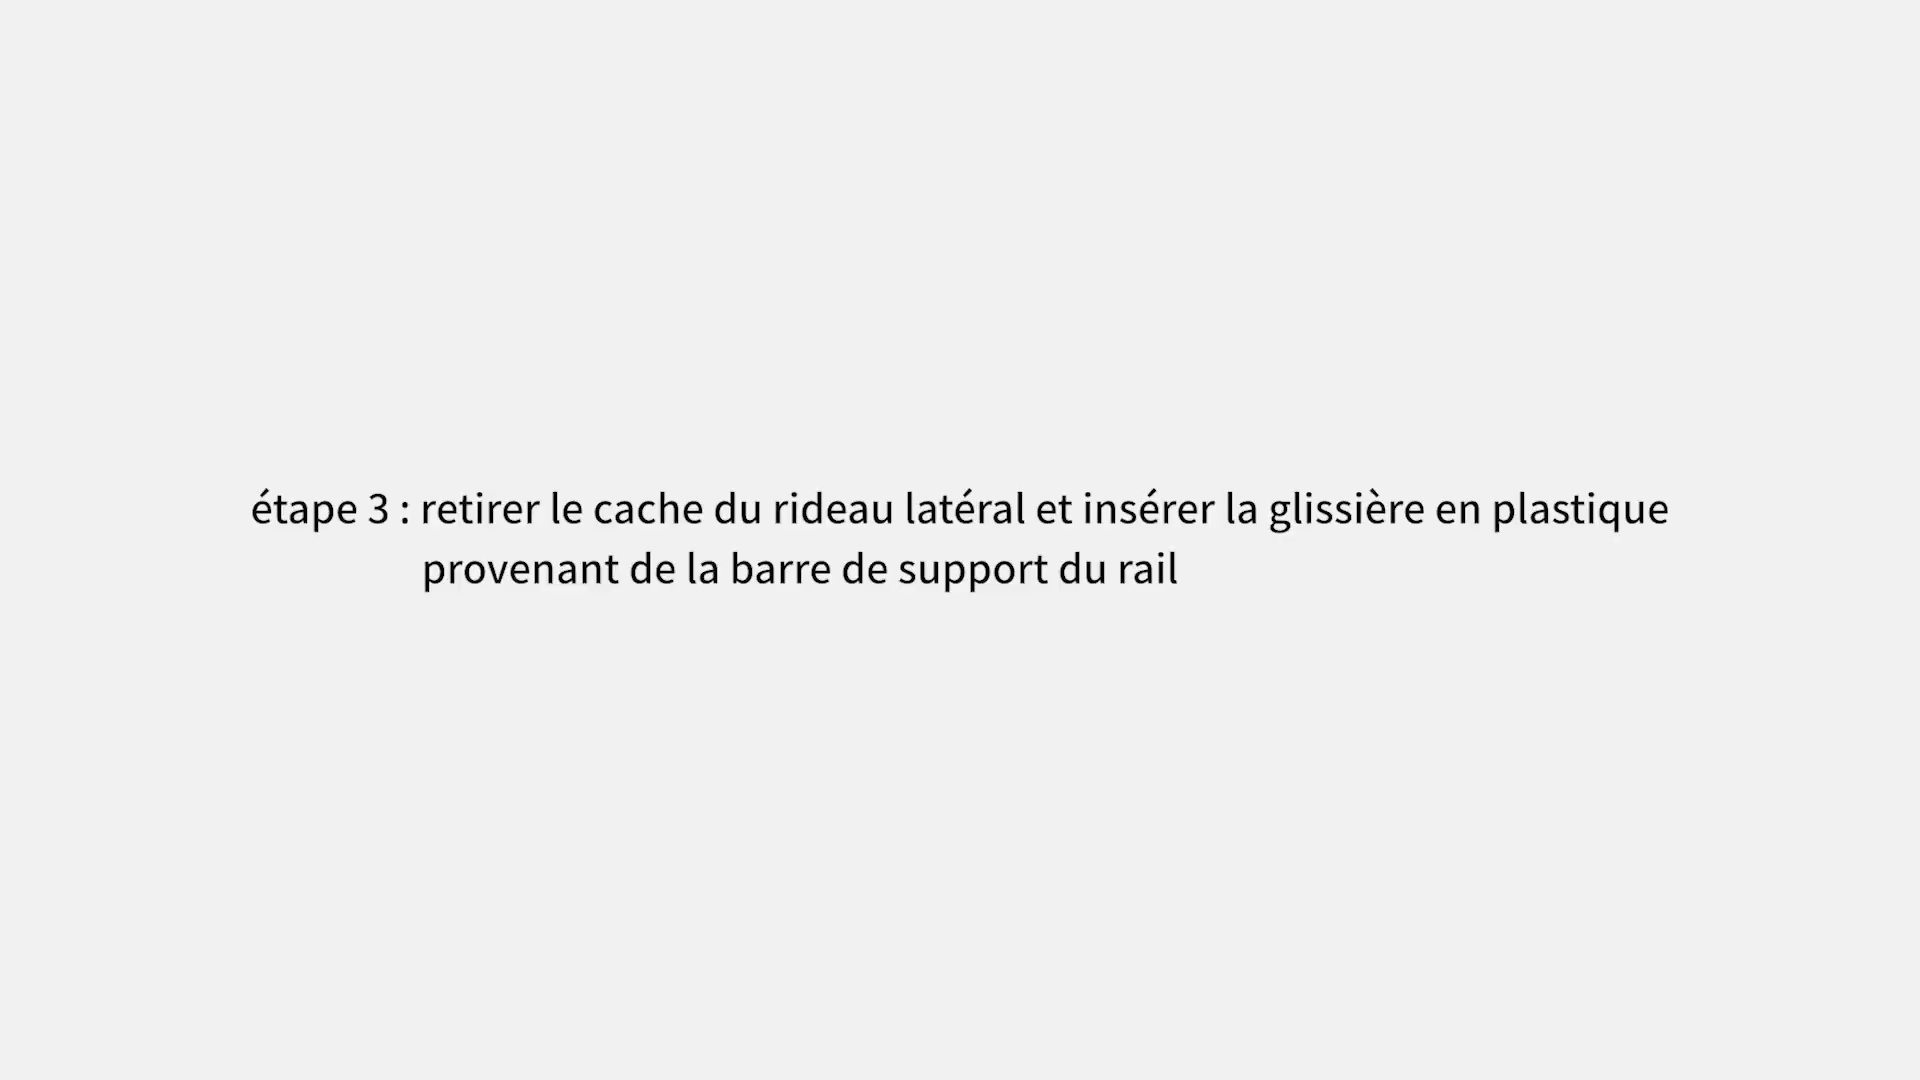 étape 3 : retirer le cache du rideau latéral et insérer la glissière en plastique
provenant de la barre de support du rail